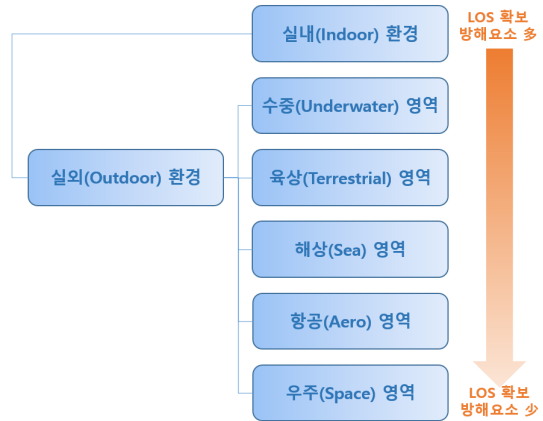 실내(Indoor) 환경
LOS 확보
방해요소 多
수중(Underwater) 영역
실외(Outdoor) 환경
육상(Terrestrial) 영역
해상(Sea) 영역
항공(Aero) 영역
우주(Space) 영역
LOS 확보
방해요소 少